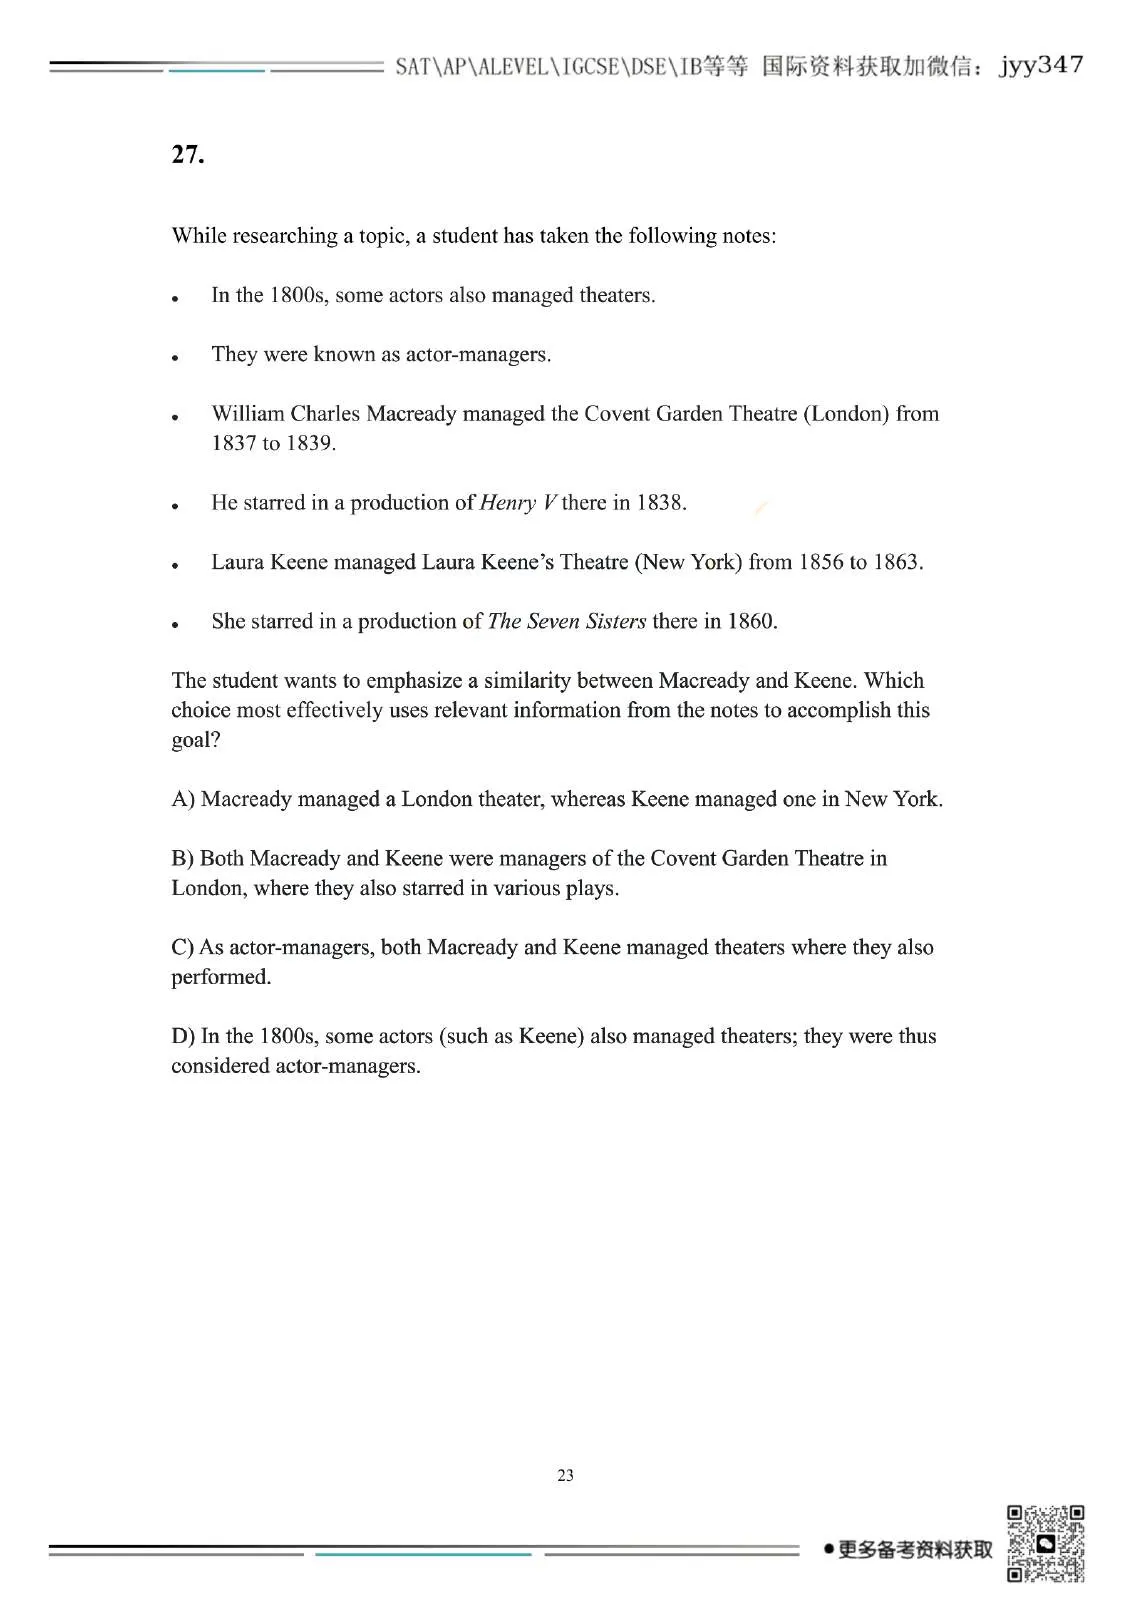 SAT\AP\ALEVEL\IGCSE\DSE\IB等等 国际资料获取加微信: jyy347
27.
While researching a topic, a student has taken the following notes:
• In the 1800s, some actors also managed theaters.
• They were known as actor-managers.
• William Charles Macready managed the Covent Garden Theatre (London) from
1837 to 1839.
• He starred in a production of Henry V there in 1838.
• Laura Keene managed Laura Keene’s Theatre (New York) from 1856 to 1863.
• She starred in a production of The Seven Sisters there in 1860.
The student wants to emphasize a similarity between Macready and Keene. Which
choice most effectively uses relevant information from the notes to accomplish this
goal?
A) Macready managed a London theater, whereas Keene managed one in New York.
B) Both Macready and Keene were managers of the Covent Garden Theatre in
London, where they also starred in various plays.
C) As actor-managers, both Macready and Keene managed theaters where they also
performed.
D) In the 1800s, some actors (such as Keene) also managed theaters; they were thus
considered actor-managers.
23
●更多备考资料获取